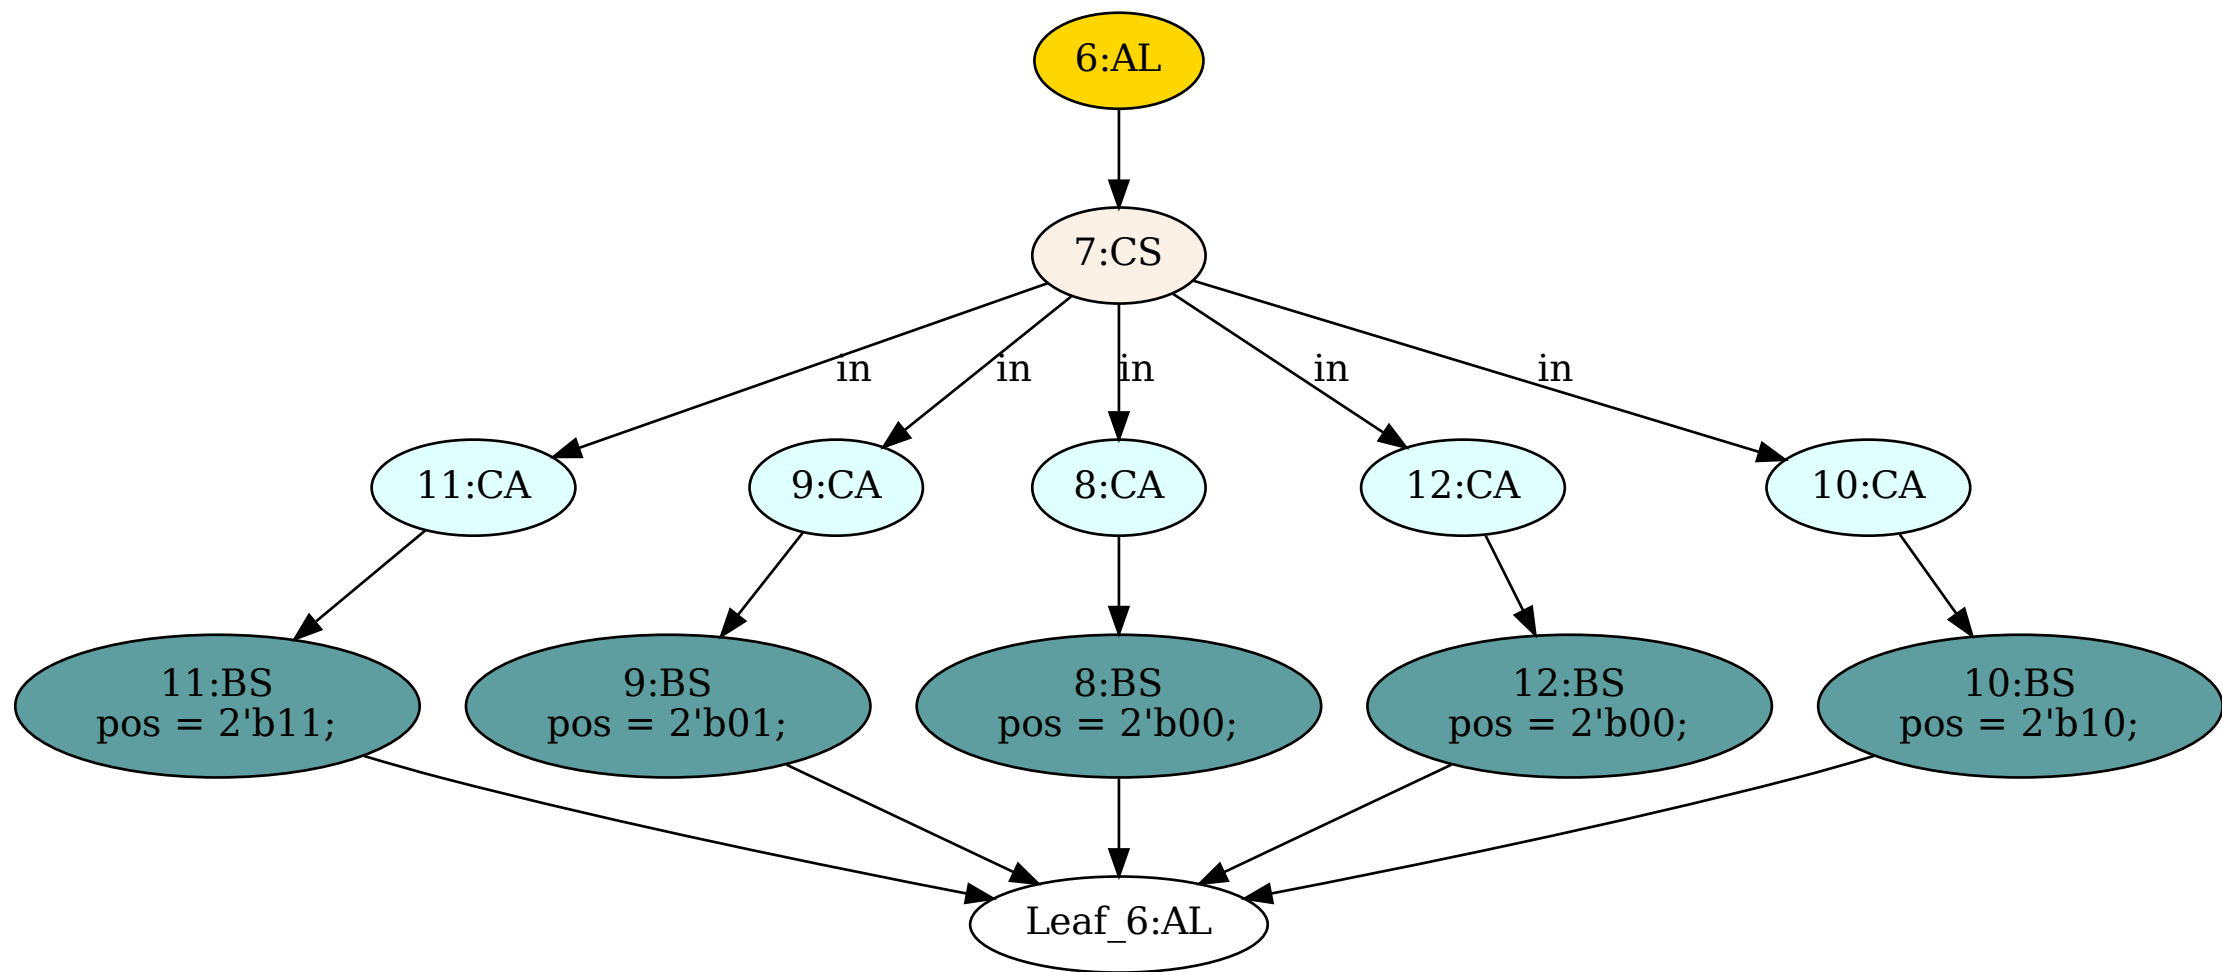 6:AL
7:CS
in
in
in
in
in
11:CA
9:CA
8:CA
12:CA
10:CA
11:BS
pos = 2'b11;
9:BS
pos = 2'b01;
8:BS
pos = 2'b00;
12:BS
pos = 2'b00;
10:BS
pos = 2'b10;
Leaf_6:AL